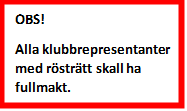 OBS!
Alla klubbrepresentanter
med rösträtt skall ha
fullmakt.